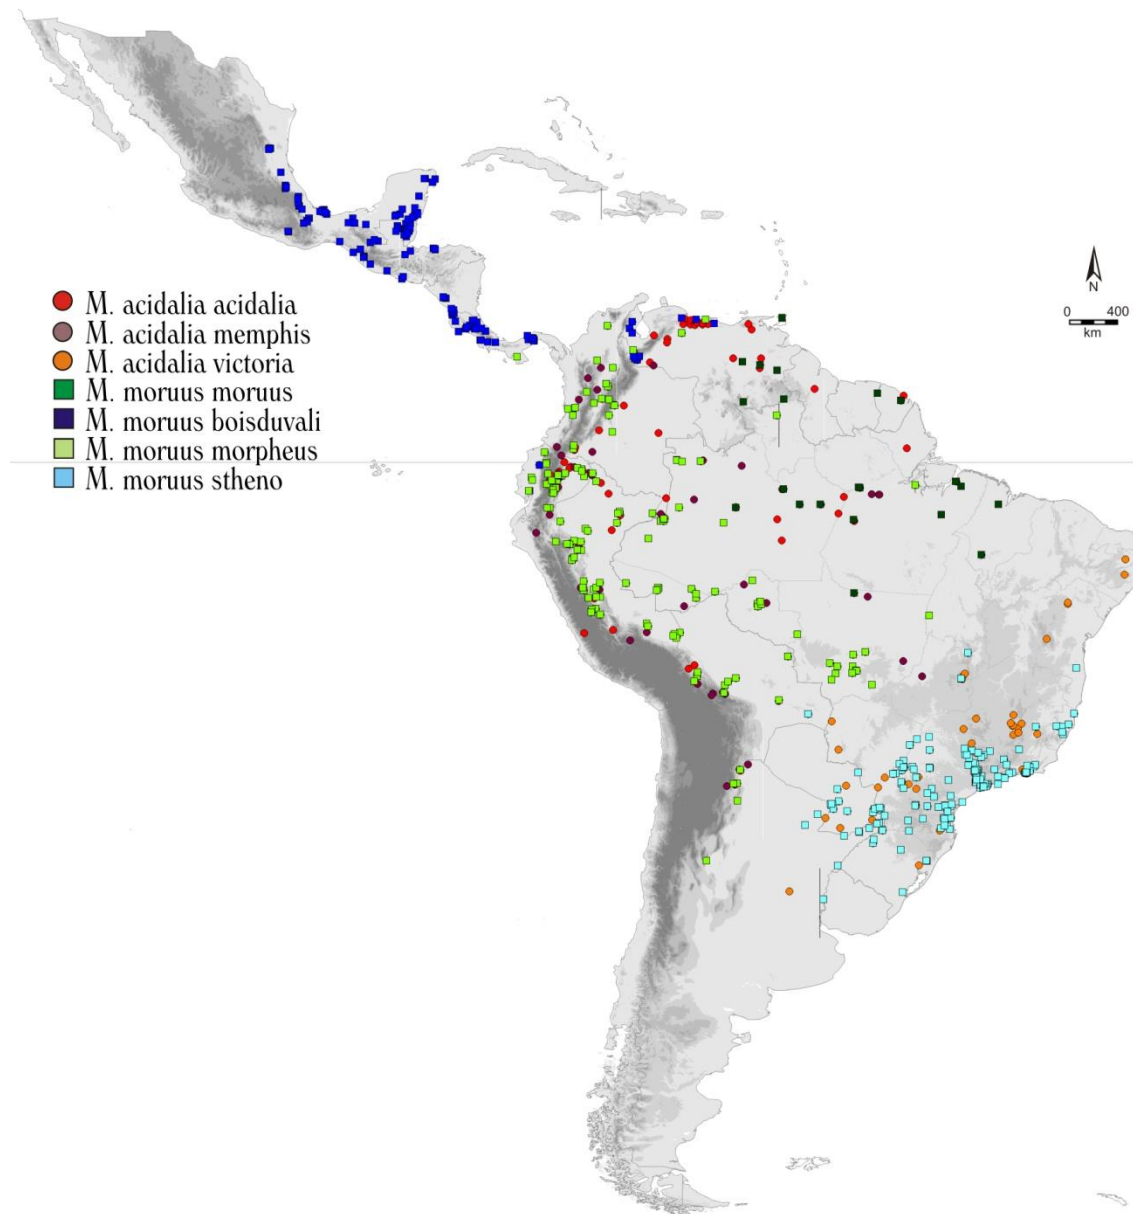 N
0 400
km
M. acidalia acidalia
M. acidalia memphis
M. acidalia victoria
M. moruus moruus
M. moruus boisduvali
M. moruus morpheus
M. moruus stheno